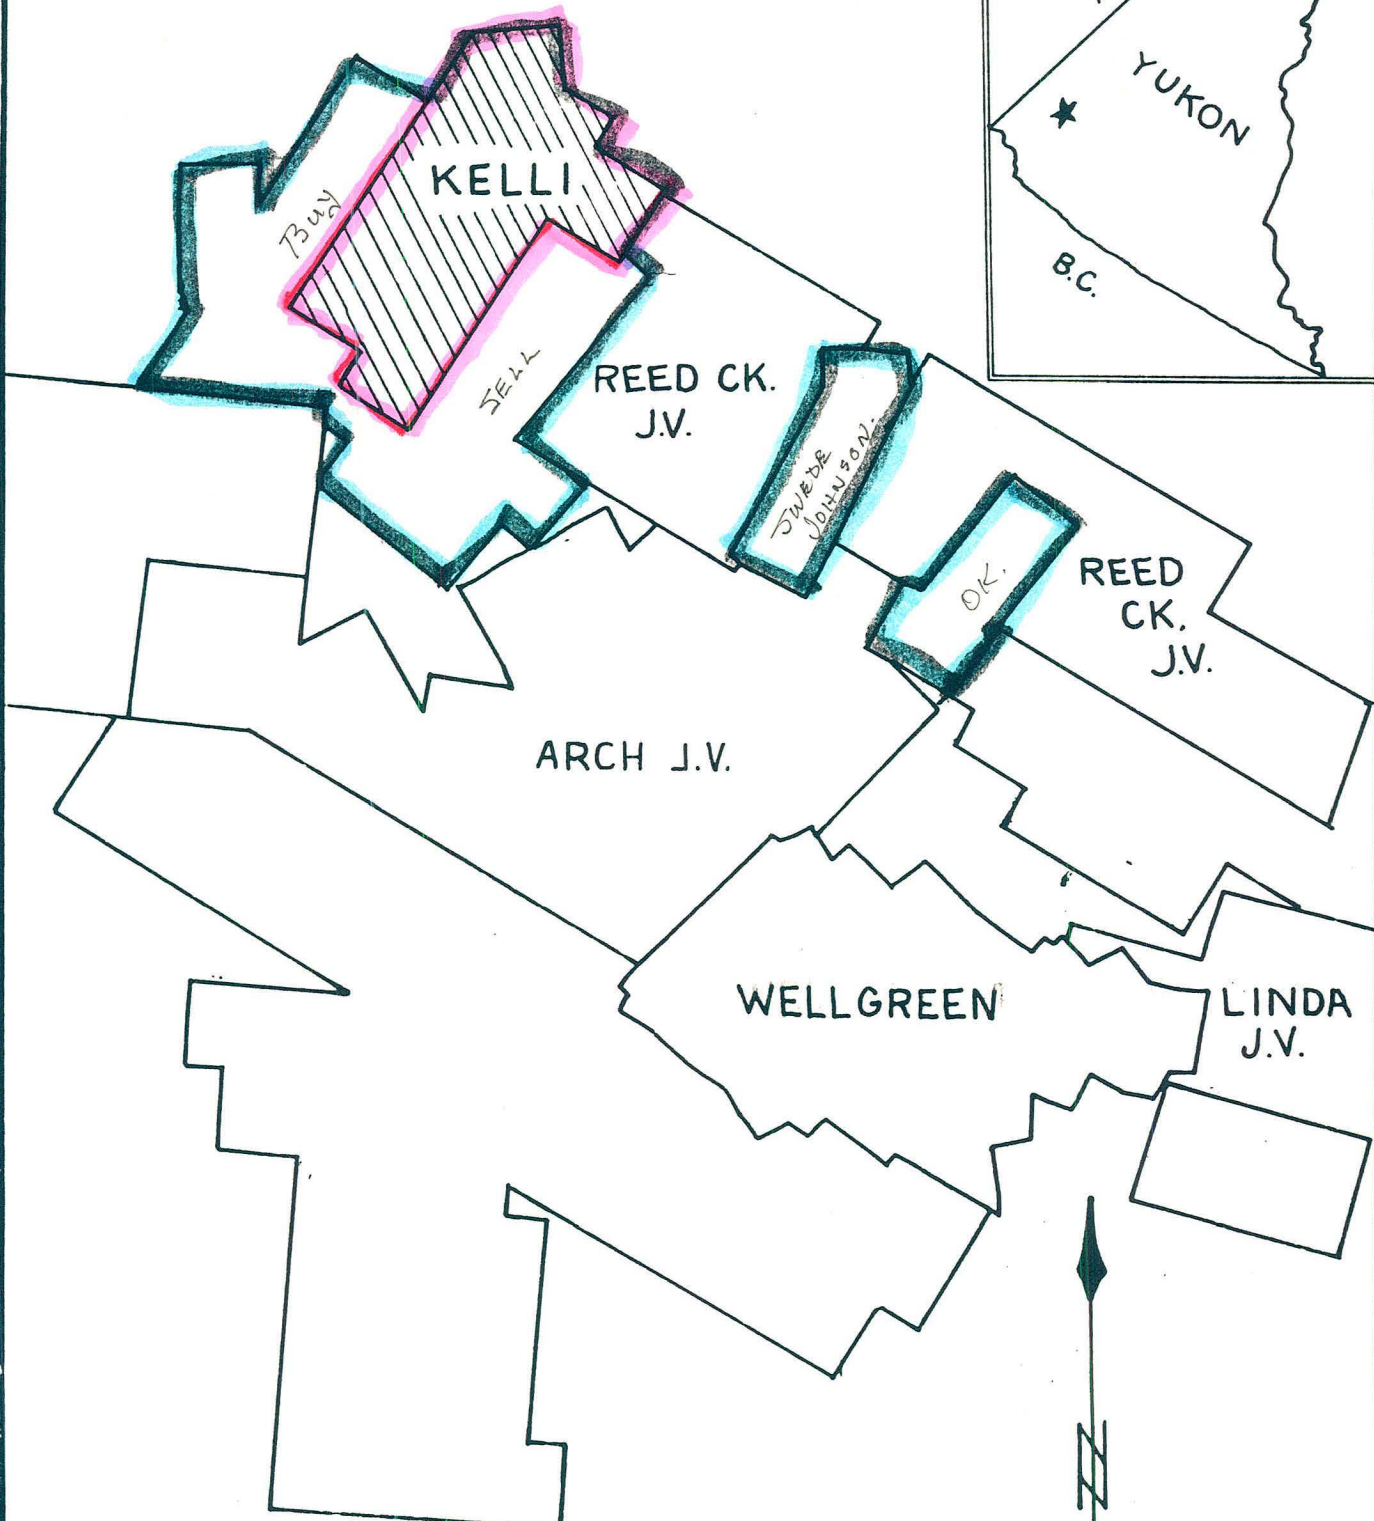 YUKON
B.C.
KELLI
Buy
SELL
REED CK.
J.V.
SWEDE
JOHNSON.
OK.
REED
CK.
J.V.
ARCH J.V.
WELLGREEN
LINDA
J.V.
N